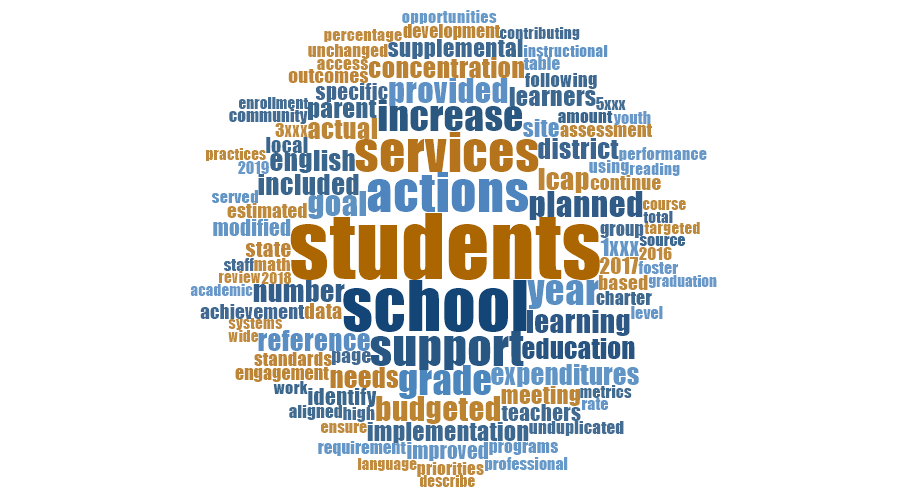 opportunities
percentage development contributing
unchanged supplemental instructional
access concentration table
outcomes following
specific provided learners 5xxx
enrollment parent increase amount youth
community
3xxx actual site assessment
local services district
practices english performance
2019 using reading
included actions lcap continue
served goal planned course
estimated total
modified students group targeted
state 1xxx source
staff math 2017 2016
review 2018 foster
academic number year based graduation
school charter
achievement data learning level
systems
wide reference support education
standards page
engagement needs grade expenditures
work identify meeting metrics
aligned high budgeted teachers rate
ensure implementation unduplicated
requirement improved programs
language priorities professional
describe